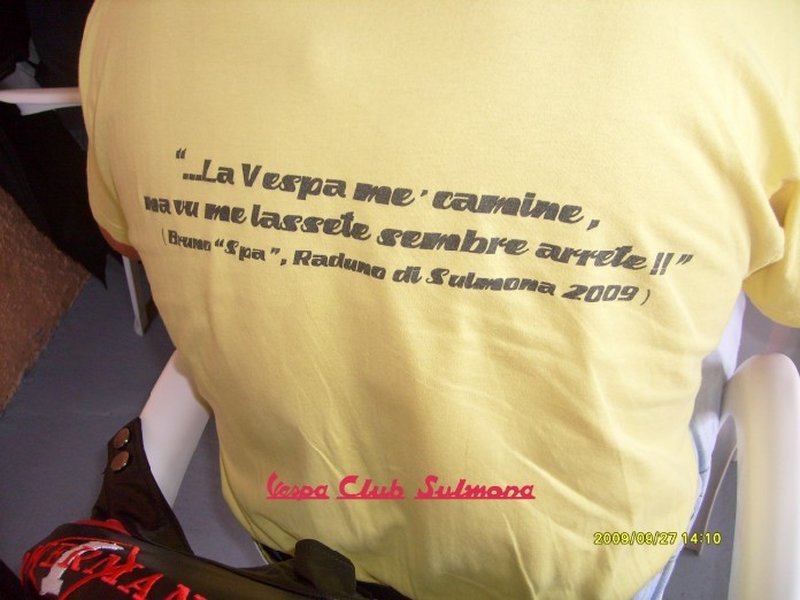 “...La Vespa me' camine,
ma vu me lassete sembre arrete!!”
(Bruno “Spa”, Raduno di Sulmona 2009)
Vespa Club Sulmona
2009/09/27 14:10